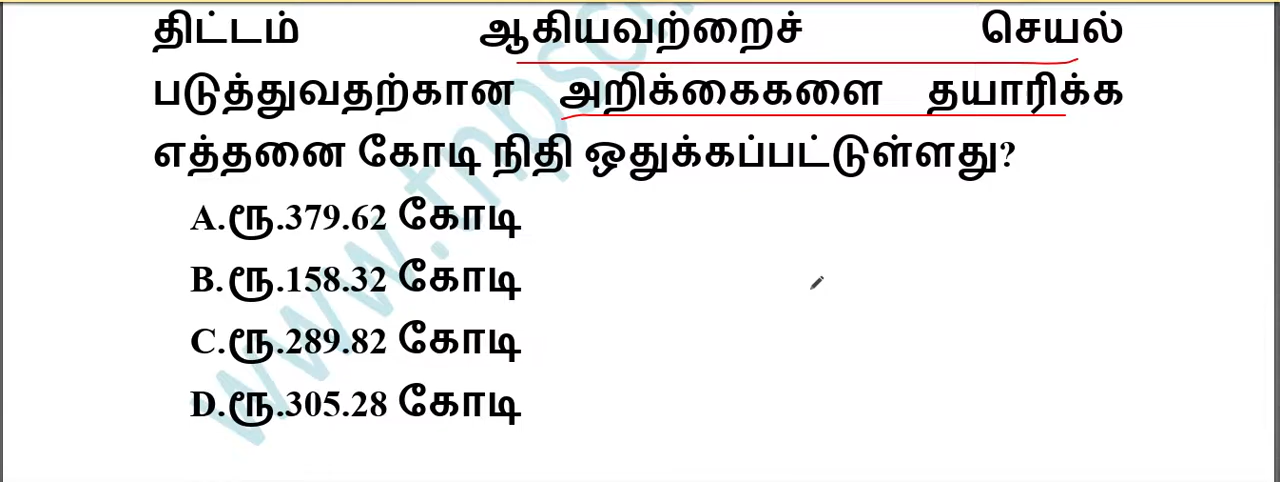 திட்டம் ஆகியவற்றைச் செயல்
படுத்துவதற்கான அறிக்கைகளை தயாரிக்க
எத்தனை கோடி நிதி ஒதுக்கப்பட்டுள்ளது?
A.ரூ.379.62 கோடி
B.ரூ.158.32 கோடி
C.ரூ.289.82 கோடி
D.ரூ.305.28 கோடி